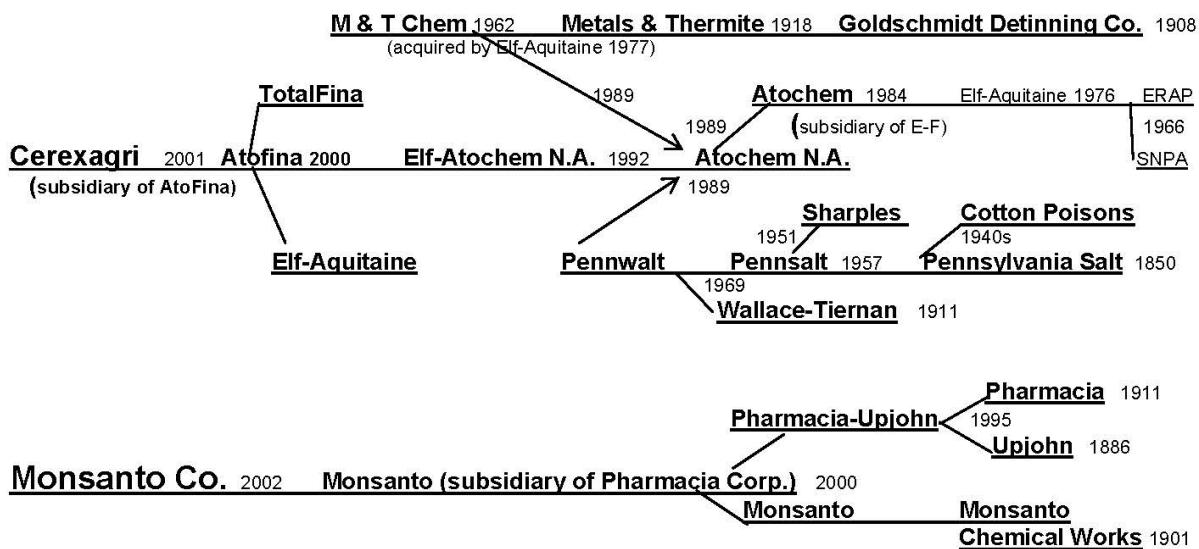 M & T Chem 1962 Metals & Thermite 1918 Goldschmidt Detinning Co. 1908
(acquired by Elf-Aquitaine 1977)
TotalFina 1989 Atochem 1984 Elf-Aquitaine 1976 ERAP
1989 (subsidiary of E-F) 1966
Cerexagri 2001 Atofina 2000 Elf-Atochem N.A. 1992 Atochem N.A. SNPA
(subsidiary of AtoFina) 1989
Sharples Cotton Poisons
1951 1940s
Elf-Aquitaine Pennwalt Pennsalt 1957 Pennsylvania Salt 1850
1969
Wallace-Tiernan 1911
Pharmacia 1911
Pharmacia-Upjohn 1995
Upjohn 1886
Monsanto Co. 2002 Monsanto (subsidiary of Pharmacia Corp.) 2000
Monsanto Monsanto
Chemical Works 1901